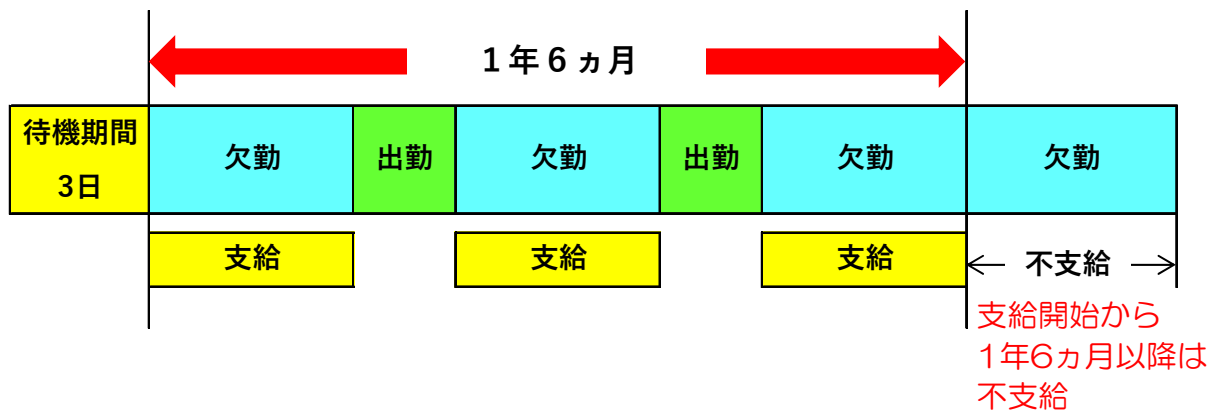 １年６ヵ月
待機期間
3日
欠勤
出勤
欠勤
出勤
欠勤
欠勤
支給
支給
支給
不支給
支給開始から
1年6ヵ月以降は
不支給